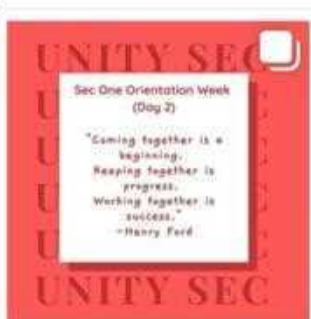 UNITY SEC
Sec One Orientation Week
(Day 2)
"Coming together is a
beginning.
Keeping together is
progress.
Working together is
success."
-Henry Ford
UNITY SEC